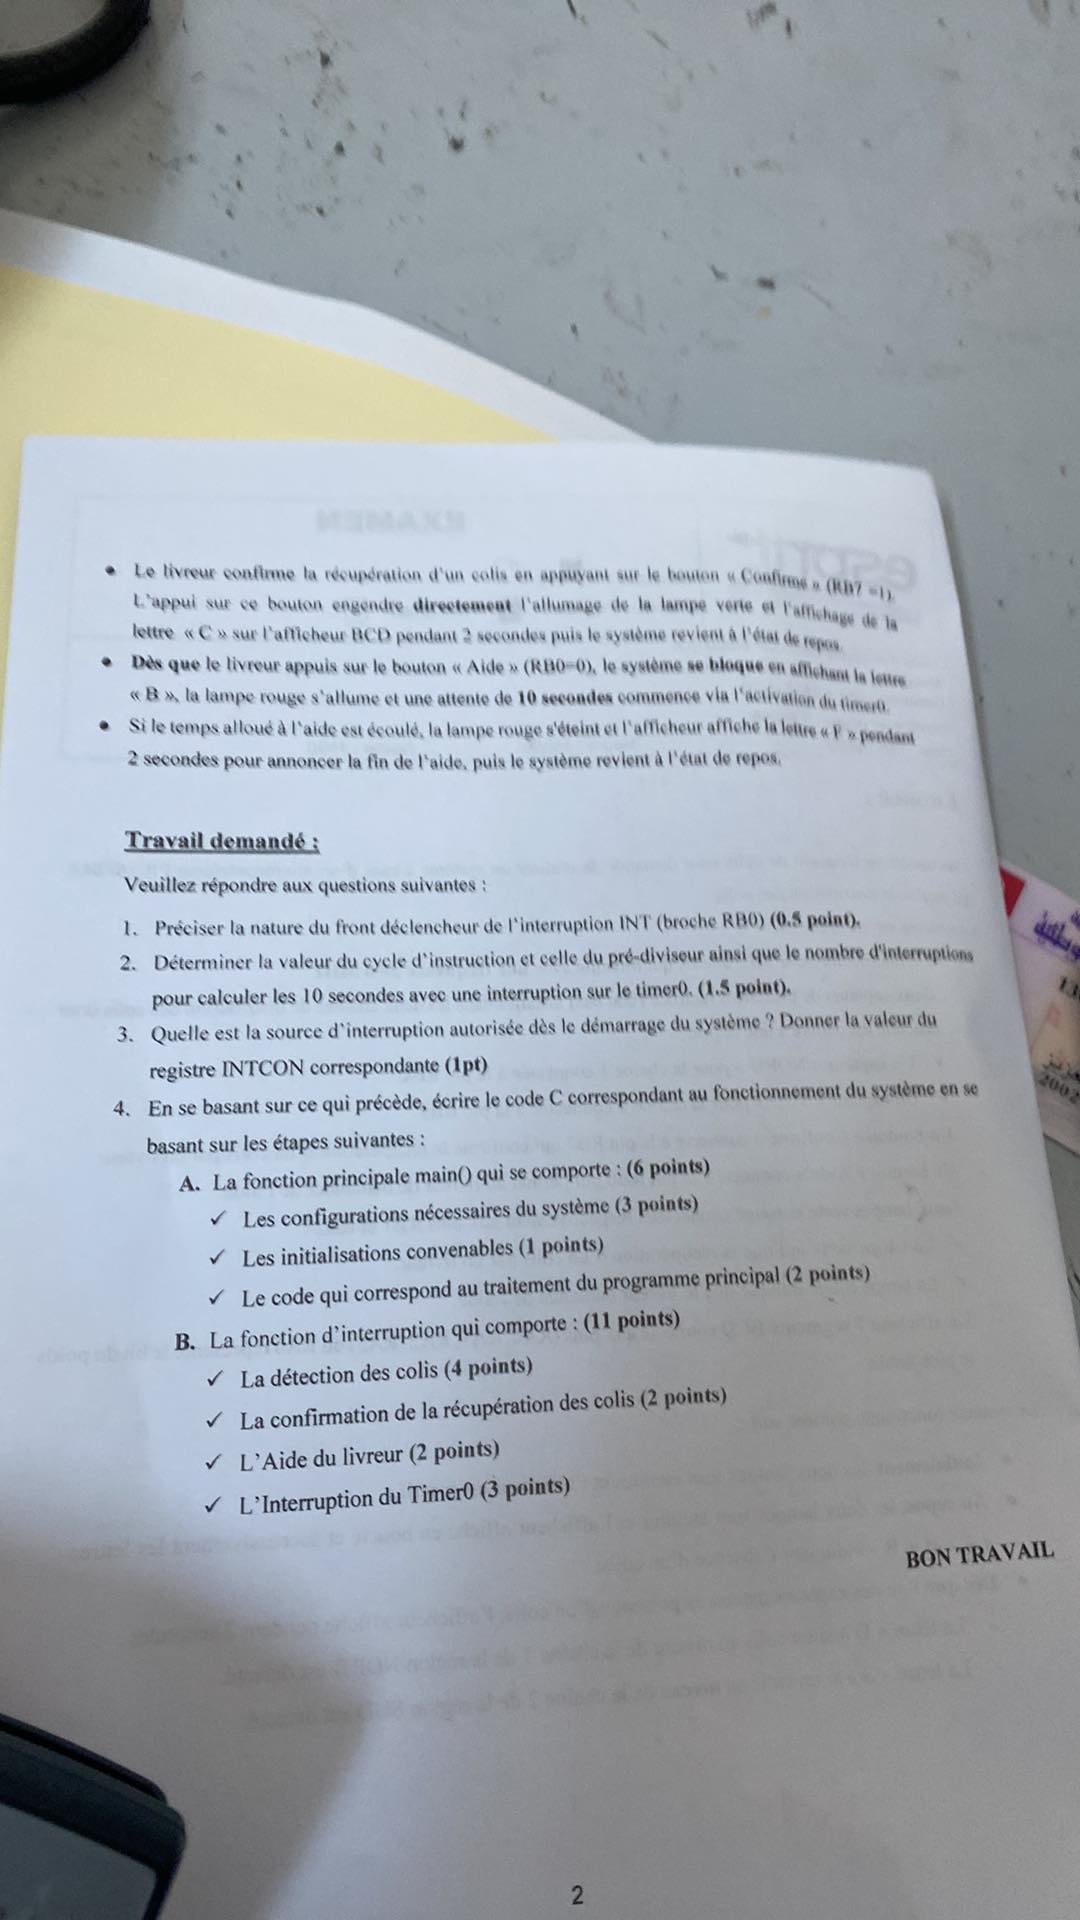 • Le livreur confirme la récupération d'un colis en appuyant sur le bouton « Confirme » (RB7 =1).
L'appui sur ce bouton engendre directement l'allumage de la lampe verte et l'affichage de la
lettre « C » sur l'afficheur BCD pendant 2 secondes puis le système revient à l'état de repos.
• Dès que le livreur appuis sur le bouton « Aide » (RB0=0), le système se bloque en affichant la lettre
« B », la lampe rouge s'allume et une attente de 10 secondes commence via l'activation du timer0.
• Si le temps alloué à l'aide est écoulé, la lampe rouge s'éteint et l'afficheur affiche la lettre « F » pendant
2 secondes pour annoncer la fin de l'aide, puis le système revient à l'état de repos.
Travail demandé :
Veuillez répondre aux questions suivantes :
1. Préciser la nature du front déclencheur de l'interruption INT (broche RB0) (0.5 point).
2. Déterminer la valeur du cycle d'instruction et celle du pré-diviseur ainsi que le nombre d'interruptions
pour calculer les 10 secondes avec une interruption sur le timer0. (1.5 point).
3. Quelle est la source d'interruption autorisée dès le démarrage du système ? Donner la valeur du
registre INTCON correspondante (1pt)
4. En se basant sur ce qui précède, écrire le code C correspondant au fonctionnement du système en se
basant sur les étapes suivantes :
A. La fonction principale main() qui se comporte : (6 points)
✓ Les configurations nécessaires du système (3 points)
✓ Les initialisations convenables (1 points)
✓ Le code qui correspond au traitement du programme principal (2 points)
B. La fonction d'interruption qui comporte : (11 points)
✓ La détection des colis (4 points)
✓ La confirmation de la récupération des colis (2 points)
✓ L'Aide du livreur (2 points)
✓ L'Interruption du Timer0 (3 points)
BON TRAVAIL
2
EXAMEN
esprit
2002